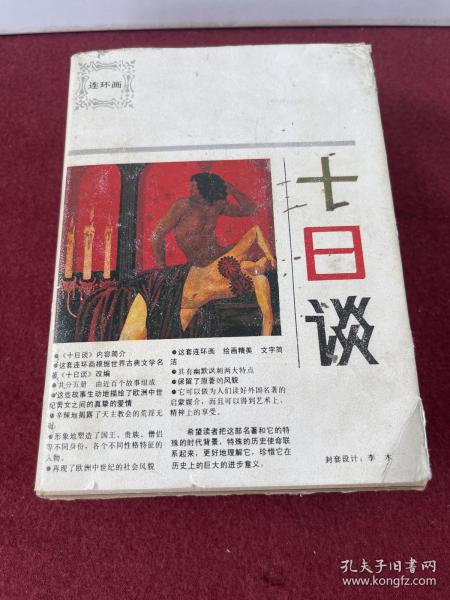 连环画
十日谈
●《十日谈》内容简介
●这套连环画根据世界古典文学名
著《十日谈》改编
●共分五册 由近百个故事组成
●这些故事生动地描绘了欧洲中世
纪男女之间的真挚的爱情
●辛辣地揭露了天主教会的荒淫无
耻
●形象地塑造了国王、贵族、僧侣
等不同身份，各个不同性格特征的
人物。
●再现了欧洲中世纪的社会风貌
●这套连环画 绘画精美 文字简
洁
●具有幽默讽刺两大特点
●保留了原著的风貌
●它可以做为人们读好外国名著的
启蒙媒介，而且可以得到艺术上、
精神上的享受。
希望读者把这部名著和它的特
殊的时代背景，特殊的历史使命联
系起来，更好地理解它，珍惜它在
历史上的巨大的进步意义。
封套设计：李 木
孔夫子旧书网
www.kongfz.com